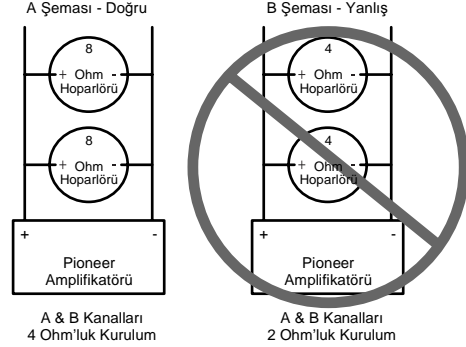 A Şeması - Doğru
8
+ Ohm -
Hoparlörü
8
+ Ohm -
Hoparlörü
+ -
Pioneer
Amplifikatörü
A & B Kanalları
4 Ohm'luk Kurulum
B Şeması - Yanlış
4
+ Ohm -
Hoparlörü
4
+ Ohm -
Hoparlörü
+ -
Pioneer
Amplifikatörü
A & B Kanalları
2 Ohm'luk Kurulum